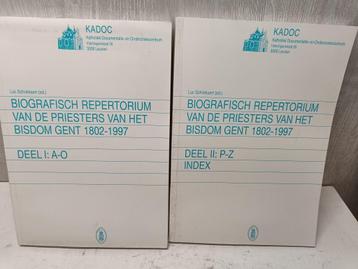 KADOC
Katholiek Documentatie- en Onderzoekscentrum
Vlamingenstraat 39
3000 Leuven
Luc Schokkaert (ed.)
BIOGRAFISCH REPERTORIUM
VAN DE PRIESTERS VAN HET
BISDOM GENT 1802-1997
DEEL I: A-O
KADOC
Katholiek Documentatie- en Onderzoekscentrum
Vlamingenstraat 39
3000 Leuven
Luc Schokkaert (ed.)
BIOGRAFISCH REPERTORIUM
VAN DE PRIESTERS VAN HET
BISDOM GENT 1802-1997
DEEL II: P-Z
INDEX